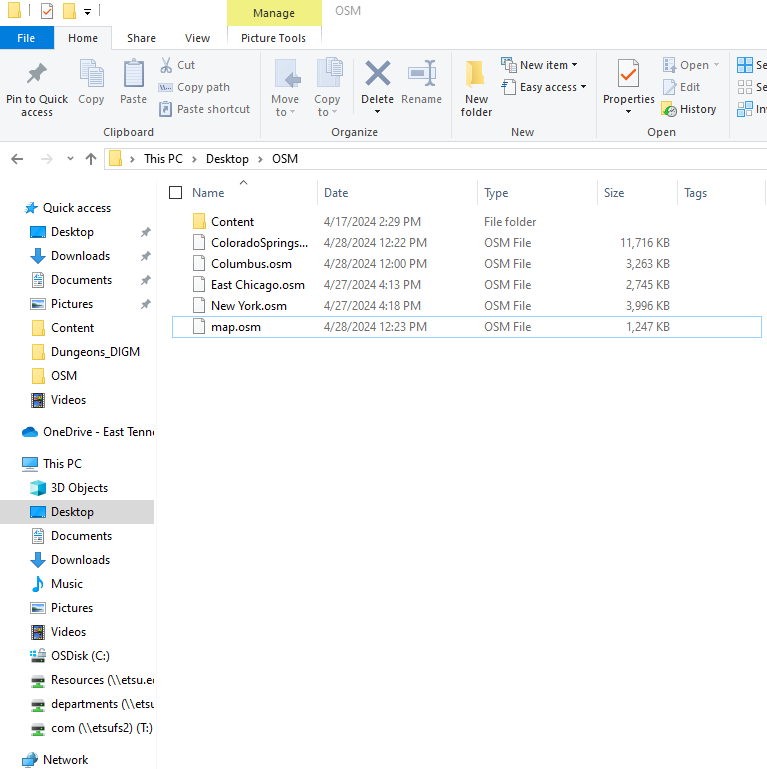 Manage
OSM
File
Home
Share
View
Picture Tools
Pin to Quick access
Copy
Paste
Cut
Copy path
Paste shortcut
Clipboard
Move to
Copy to
Delete
Rename
Organize
New folder
New item
Easy access
New
Properties
Open
Edit
History
Open
Se
Se
Inv
This PC > Desktop > OSM
Name Date Type Size Tags
Content 4/17/2024 2:29 PM File folder
ColoradoSprings... 4/28/2024 12:22 PM OSM File 11,716 KB
Columbus.osm 4/28/2024 12:00 PM OSM File 3,263 KB
East Chicago.osm 4/27/2024 4:13 PM OSM File 2,745 KB
New York.osm 4/27/2024 4:18 PM OSM File 3,996 KB
map.osm 4/28/2024 12:23 PM OSM File 1,247 KB
Quick access
Desktop
Downloads
Documents
Pictures
Content
Dungeons_DIGM
OSM
Videos
OneDrive - East Tenne
This PC
3D Objects
Desktop
Documents
Downloads
Music
Pictures
Videos
OSDisk (C:)
Resources (\\etsu.ed
departments (\\etsu
com (\\etsufs2) (T:)
Network